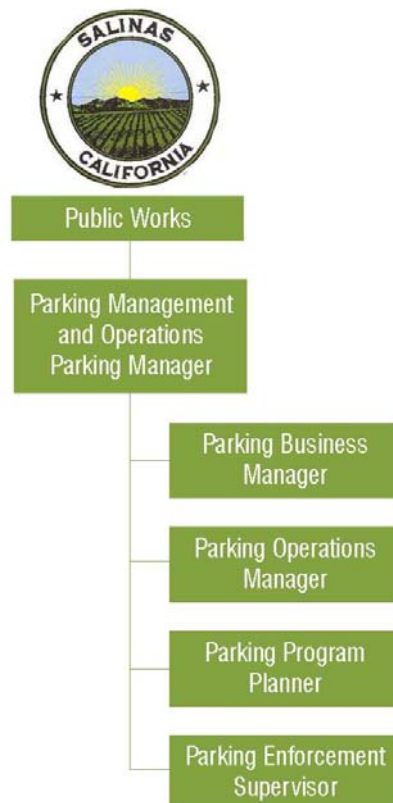 SALINAS
CALIFORNIA
Public Works
Parking Management
and Operations
Parking Manager
Parking Business
Manager
Parking Operations
Manager
Parking Program
Planner
Parking Enforcement
Supervisor